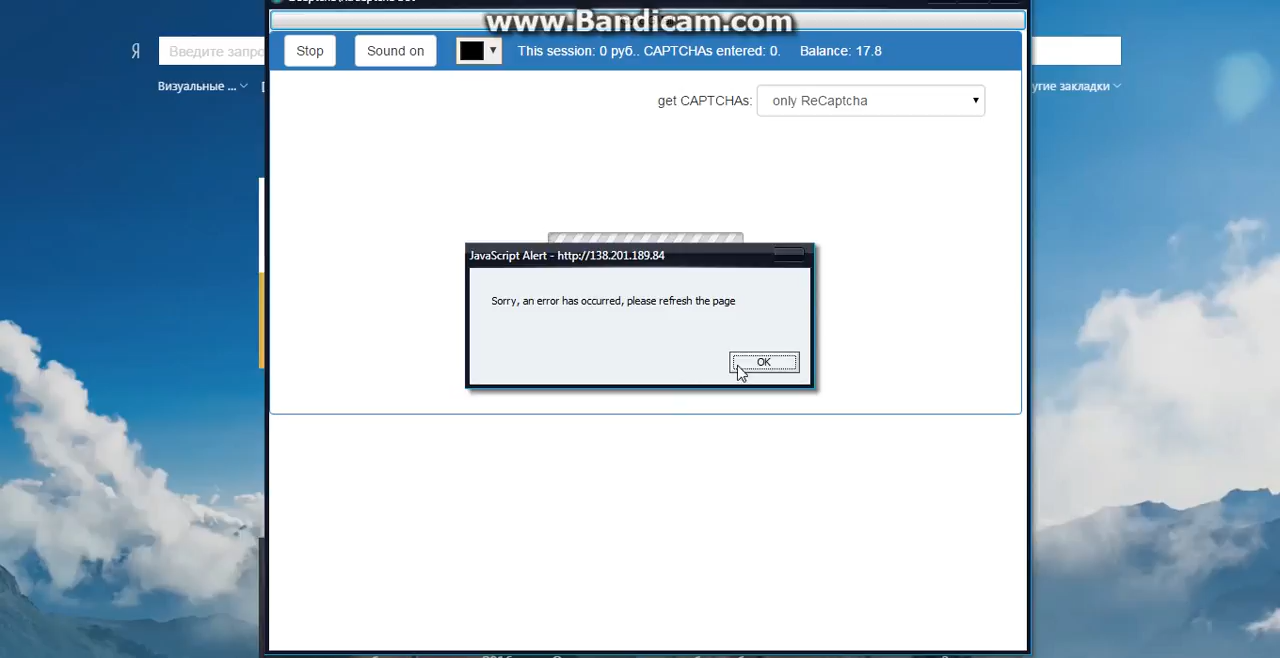 www.Bandicam.com
Я
Введите запро
Stop
Sound on
This session: 0 руб.. CAPTCHAs entered: 0.
Balance: 17.8
Визуальные ...
угие закладки
get CAPTCHAs:
only ReCaptcha
JavaScript Alert - http://138.201.189.84
Sorry, an error has occurred, please refresh the page
OK